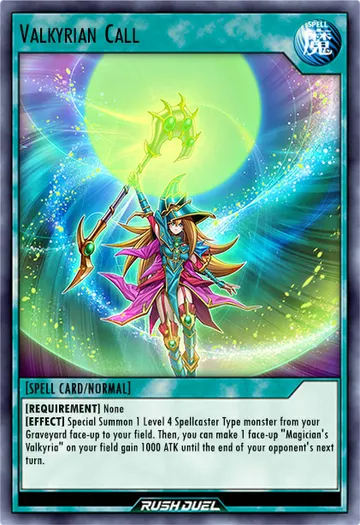 VALKYRIAN CALL
SPELL
魔
[SPELL CARD/NORMAL]
[REQUIREMENT] None
[EFFECT] Special Summon 1 Level 4 Spellcaster Type monster from your
Graveyard face-up to your field. Then, you can make 1 face-up "Magician's
Valkyria" on your field gain 1000 ATK until the end of your opponent's next
turn.
RUSH DUEL